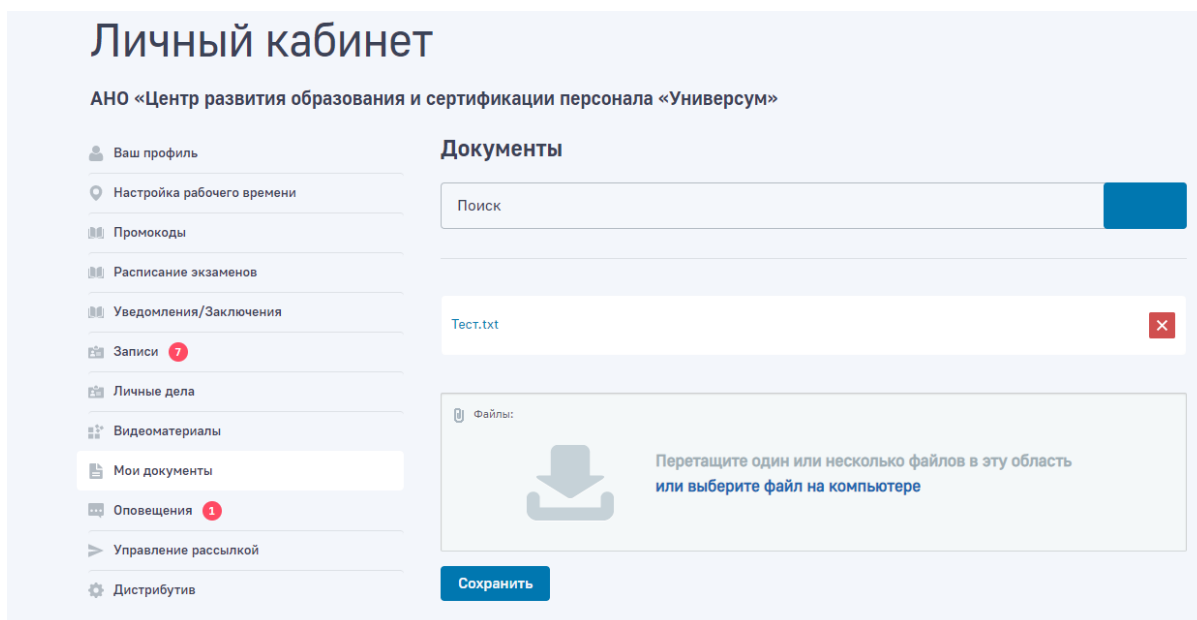 Личный кабинет
АНО «Центр развития образования и сертификации персонала «Универсум»
Ваш профиль
Настройка рабочего времени
Промокоды
Расписание экзаменов
Уведомления/Заключения
Записи 7
Личные дела
Видеоматериалы
Мои документы
Оповещения 1
Управление рассылкой
Дистрибутив
Документы
Поиск
Тест.txt
Файлы:
Перетащите один или несколько файлов в эту область
или выберите файл на компьютере
Сохранить